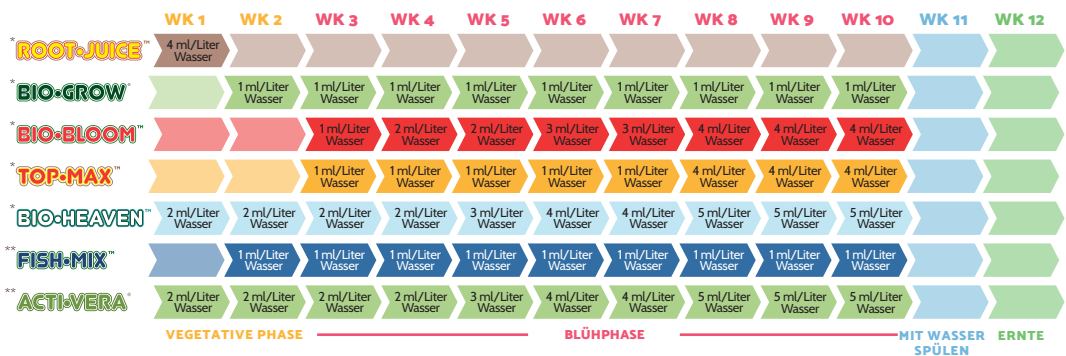 WK 1 WK 2 WK 3 WK 4 WK 5 WK 6 WK 7 WK 8 WK 9 WK 10 WK 11 WK 12
*ROOT•JUICE™ 4 ml/Liter Wasser
*BIO•GROW® 1 ml/Liter Wasser 1 ml/Liter Wasser 1 ml/Liter Wasser 1 ml/Liter Wasser 1 ml/Liter Wasser 1 ml/Liter Wasser 1 ml/Liter Wasser 1 ml/Liter Wasser 1 ml/Liter Wasser
*BIO•BLOOM™ 1 ml/Liter Wasser 2 ml/Liter Wasser 2 ml/Liter Wasser 3 ml/Liter Wasser 3 ml/Liter Wasser 4 ml/Liter Wasser 4 ml/Liter Wasser 4 ml/Liter Wasser
*TOP•MAX™ 1 ml/Liter Wasser 1 ml/Liter Wasser 1 ml/Liter Wasser 1 ml/Liter Wasser 1 ml/Liter Wasser 4 ml/Liter Wasser 4 ml/Liter Wasser 4 ml/Liter Wasser
*BIO•HEAVEN™ 2 ml/Liter Wasser 2 ml/Liter Wasser 2 ml/Liter Wasser 2 ml/Liter Wasser 3 ml/Liter Wasser 4 ml/Liter Wasser 4 ml/Liter Wasser 5 ml/Liter Wasser 5 ml/Liter Wasser 5 ml/Liter Wasser
**FISH•MIX™ 1 ml/Liter Wasser 1 ml/Liter Wasser 1 ml/Liter Wasser 1 ml/Liter Wasser 1 ml/Liter Wasser 1 ml/Liter Wasser 1 ml/Liter Wasser 1 ml/Liter Wasser 1 ml/Liter Wasser
**ACTI•VERA® 2 ml/Liter Wasser 2 ml/Liter Wasser 2 ml/Liter Wasser 2 ml/Liter Wasser 3 ml/Liter Wasser 4 ml/Liter Wasser 4 ml/Liter Wasser 5 ml/Liter Wasser 5 ml/Liter Wasser 5 ml/Liter Wasser
VEGETATIVE PHASE BLÜHPHASE MIT WASSER SPÜLEN ERNTE